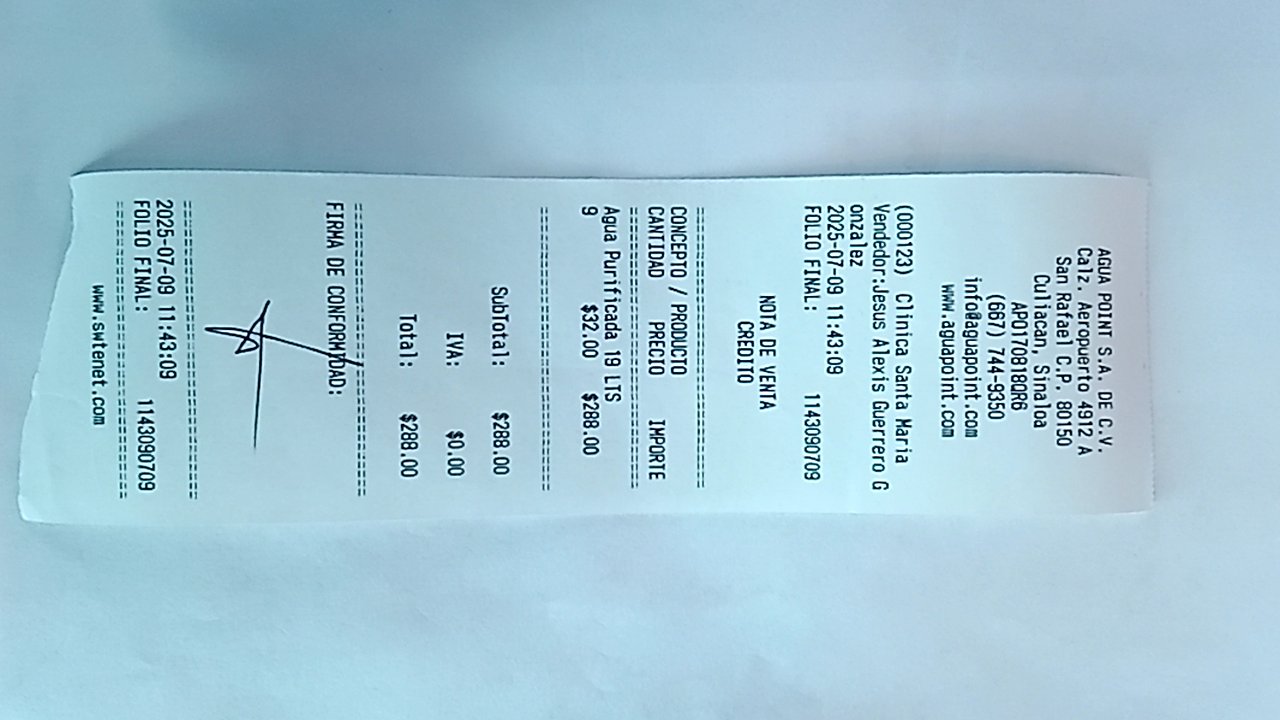 AGUA POINT S.A. DE C.V.
Calz. Aeropuerto 4912 A
San Rafael C.P. 80150
Culiacan, Sinaloa
APO170818QR6
(667) 744-9350
info@aguapoint.com
www.aguapoint.com
(000123) Clinica Santa Maria
Vendedor:Jesus Alexis Guerrero G
onzalez
2025-07-09 11:43:09
FOLIO FINAL: 1143090709
NOTA DE VENTA
CREDITO
================================
CONCEPTO / PRODUCTO
CANTIDAD PRECIO IMPORTE
================================
Agua Purificada 19 LTS
9 $32.00 $288.00
================================
SubTotal: $288.00
IVA: $0.00
Total: $288.00
================================
FIRMA DE CONFORMIDAD:
================================
2025-07-09 11:43:09
FOLIO FINAL: 1143090709
================================
www.swtenet.com